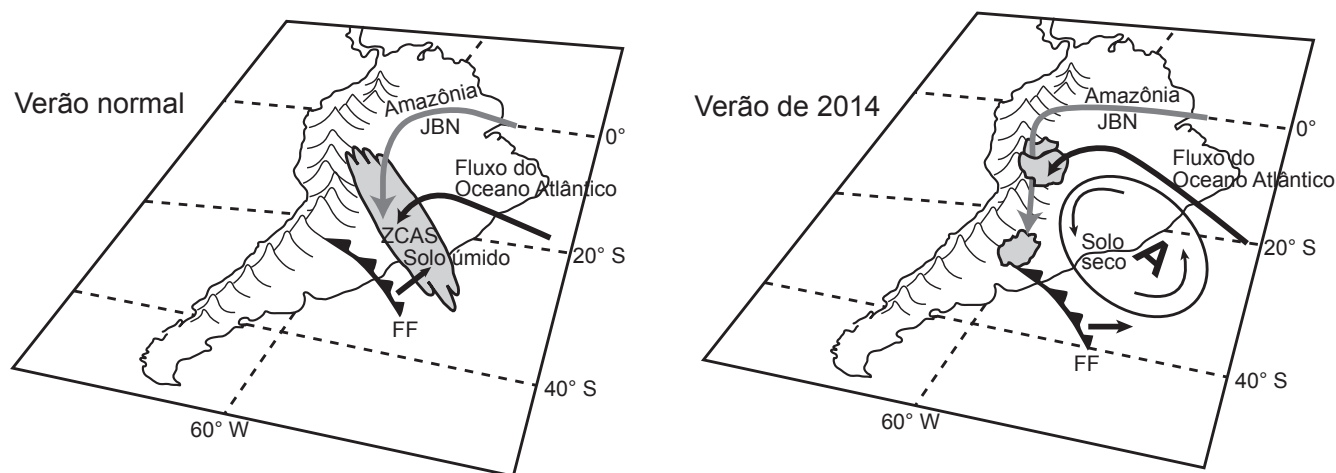 Verão normal
Amazônia
JBN
0°
Fluxo do
Oceano Atlântico
ZCAS
20° S
Solo úmido
FF
40° S
60° W
Verão de 2014
Amazônia
JBN
0°
Fluxo do
Oceano Atlântico
Solo
seco
A
20° S
FF
40° S
60° W